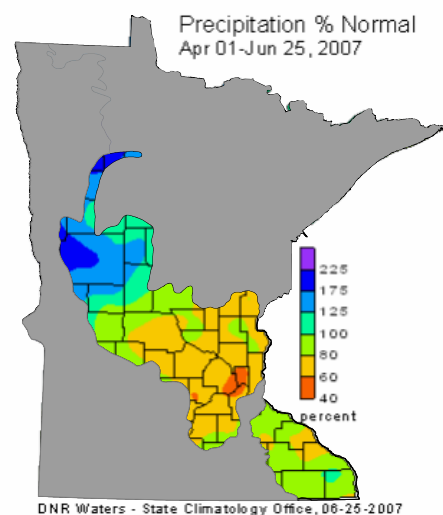 Precipitation % Normal
Apr 01-Jun 25, 2007
225
175
125
100
80
60
40
percent
DNR Waters - State Climatology Office, 06-25-2007